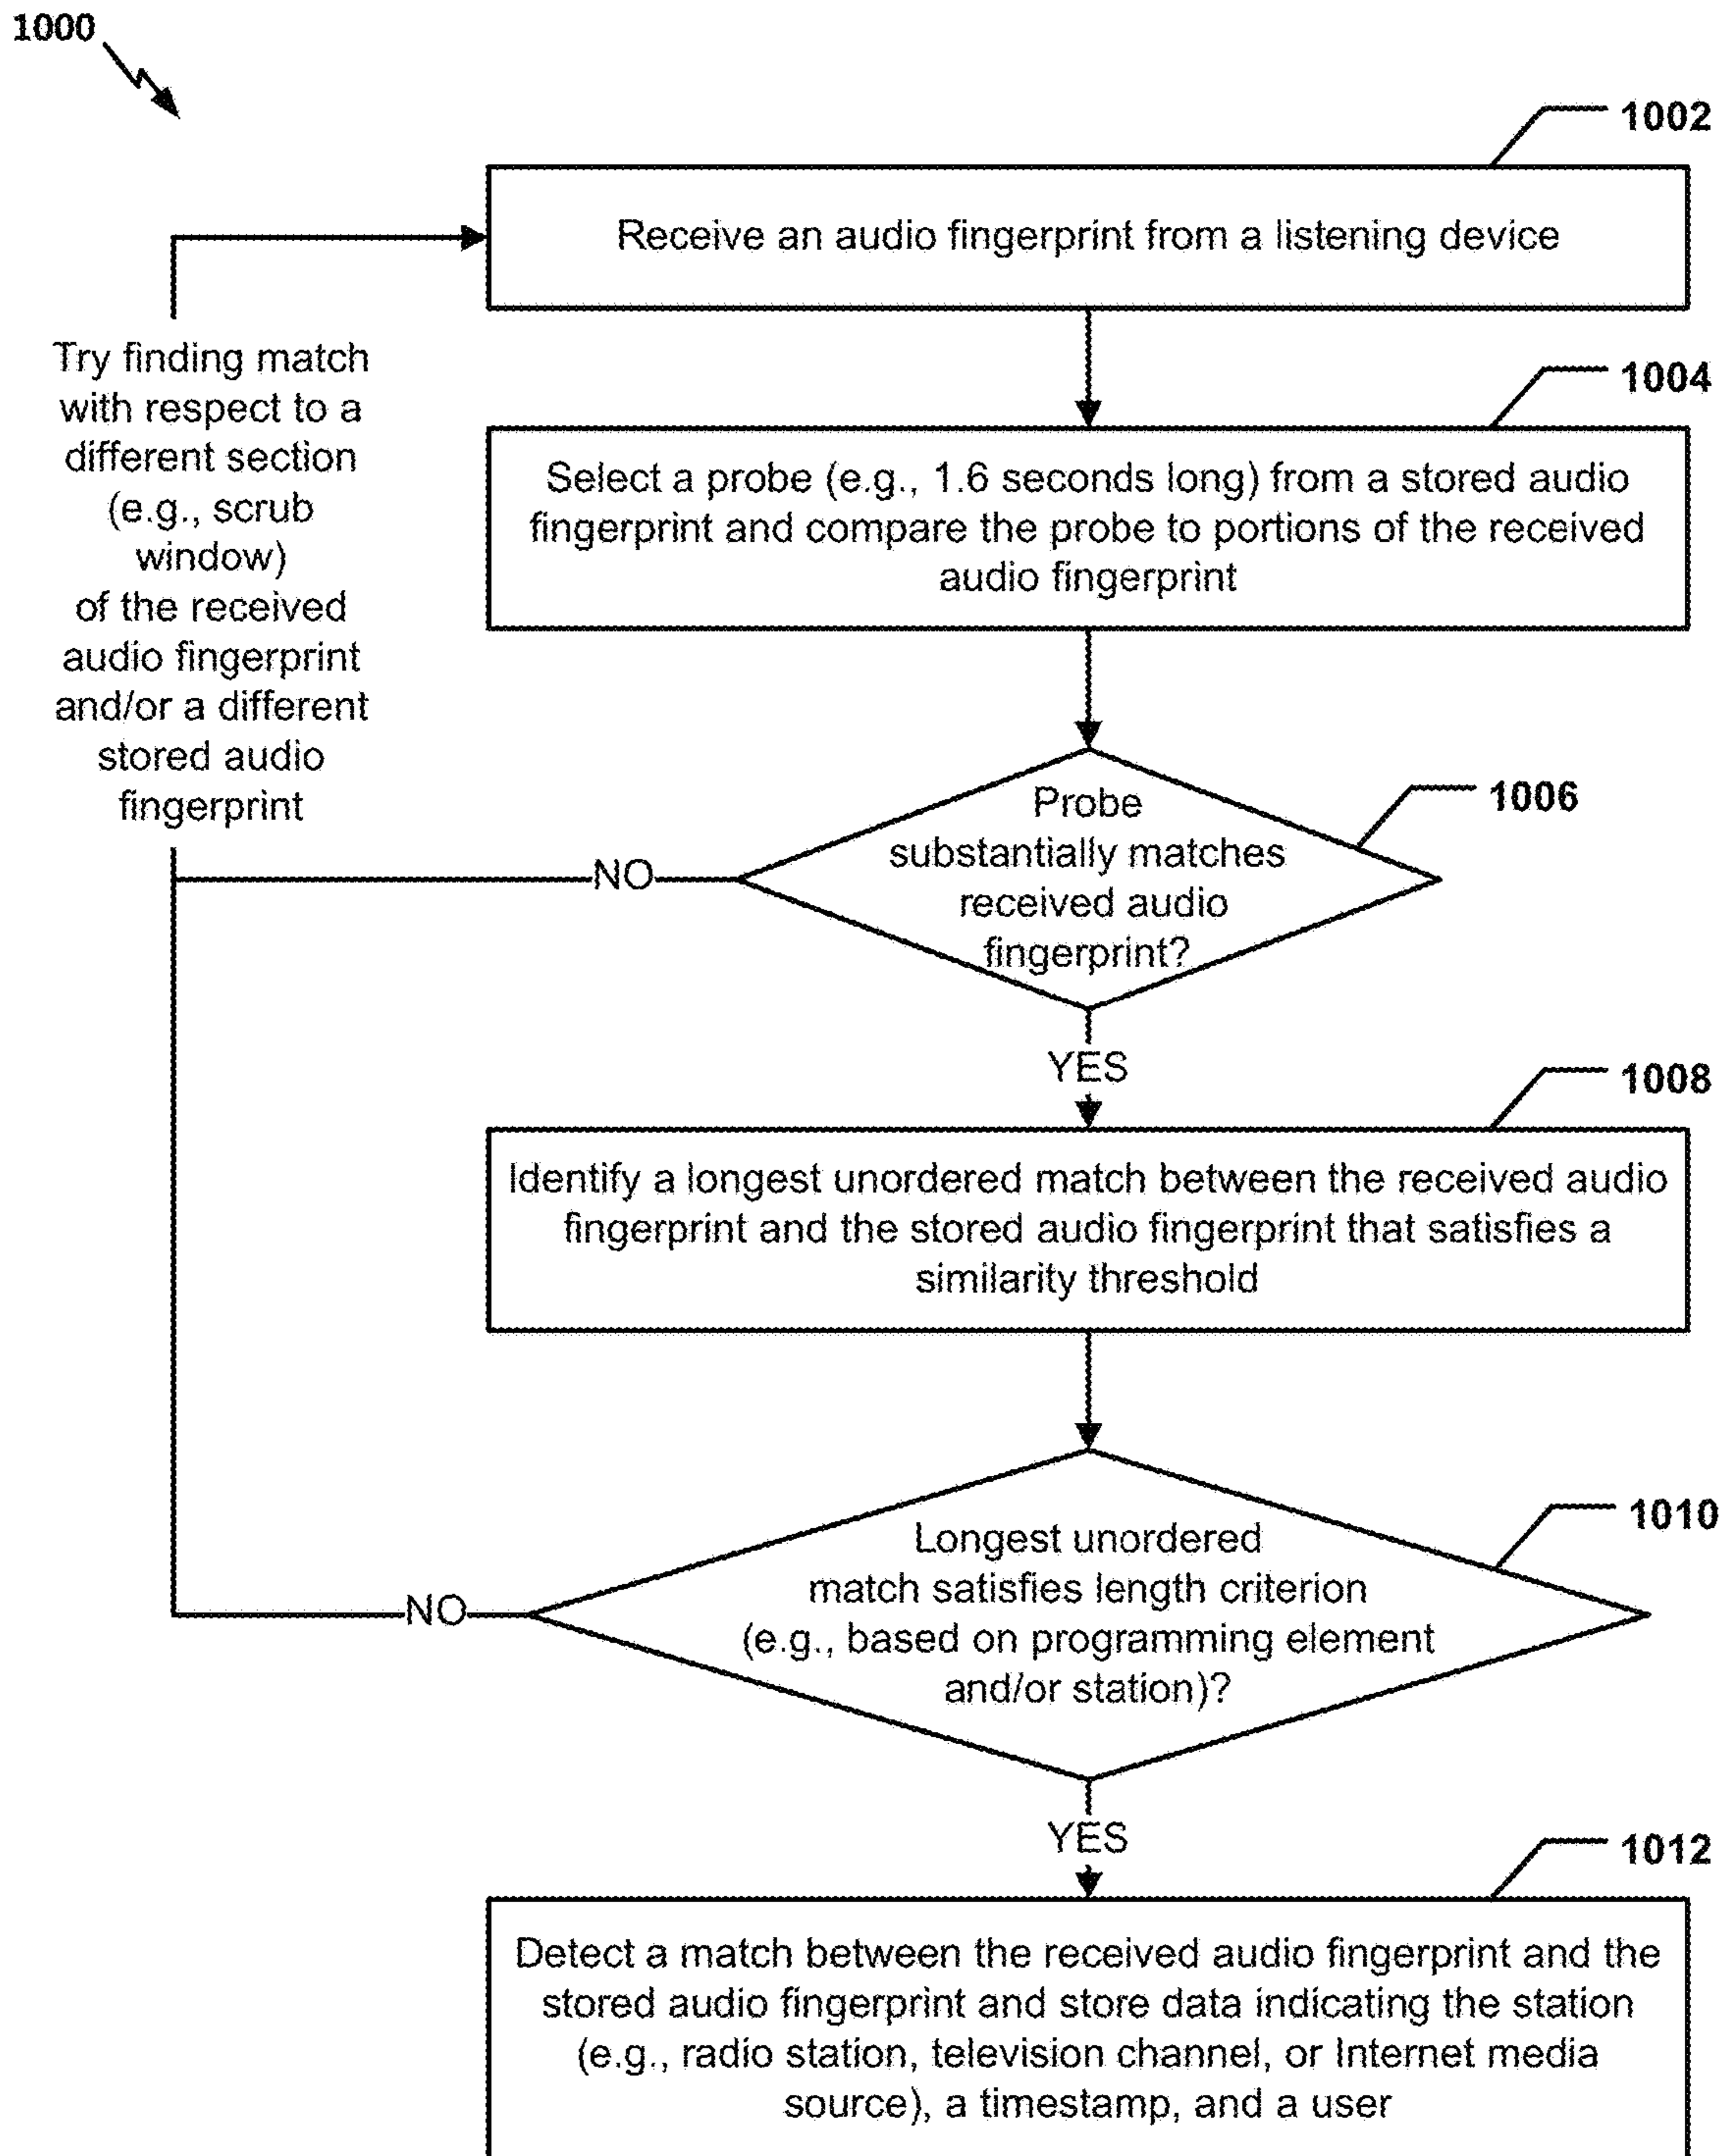 1000
1002
Receive an audio fingerprint from a listening device
Try finding match
with respect to a
different section
(e.g., scrub
window)
of the received
audio fingerprint
and/or a different
stored audio
fingerprint
1004
Select a probe (e.g., 1.6 seconds long) from a stored audio
fingerprint and compare the probe to portions of the received
audio fingerprint
1006
Probe
substantially matches
received audio
fingerprint?
NO
YES
1008
Identify a longest unordered match between the received audio
fingerprint and the stored audio fingerprint that satisfies a
similarity threshold
1010
Longest unordered
match satisfies length criterion
(e.g., based on programming element
and/or station)?
NO
YES
1012
Detect a match between the received audio fingerprint and the
stored audio fingerprint and store data indicating the station
(e.g., radio station, television channel, or Internet media
source), a timestamp, and a user